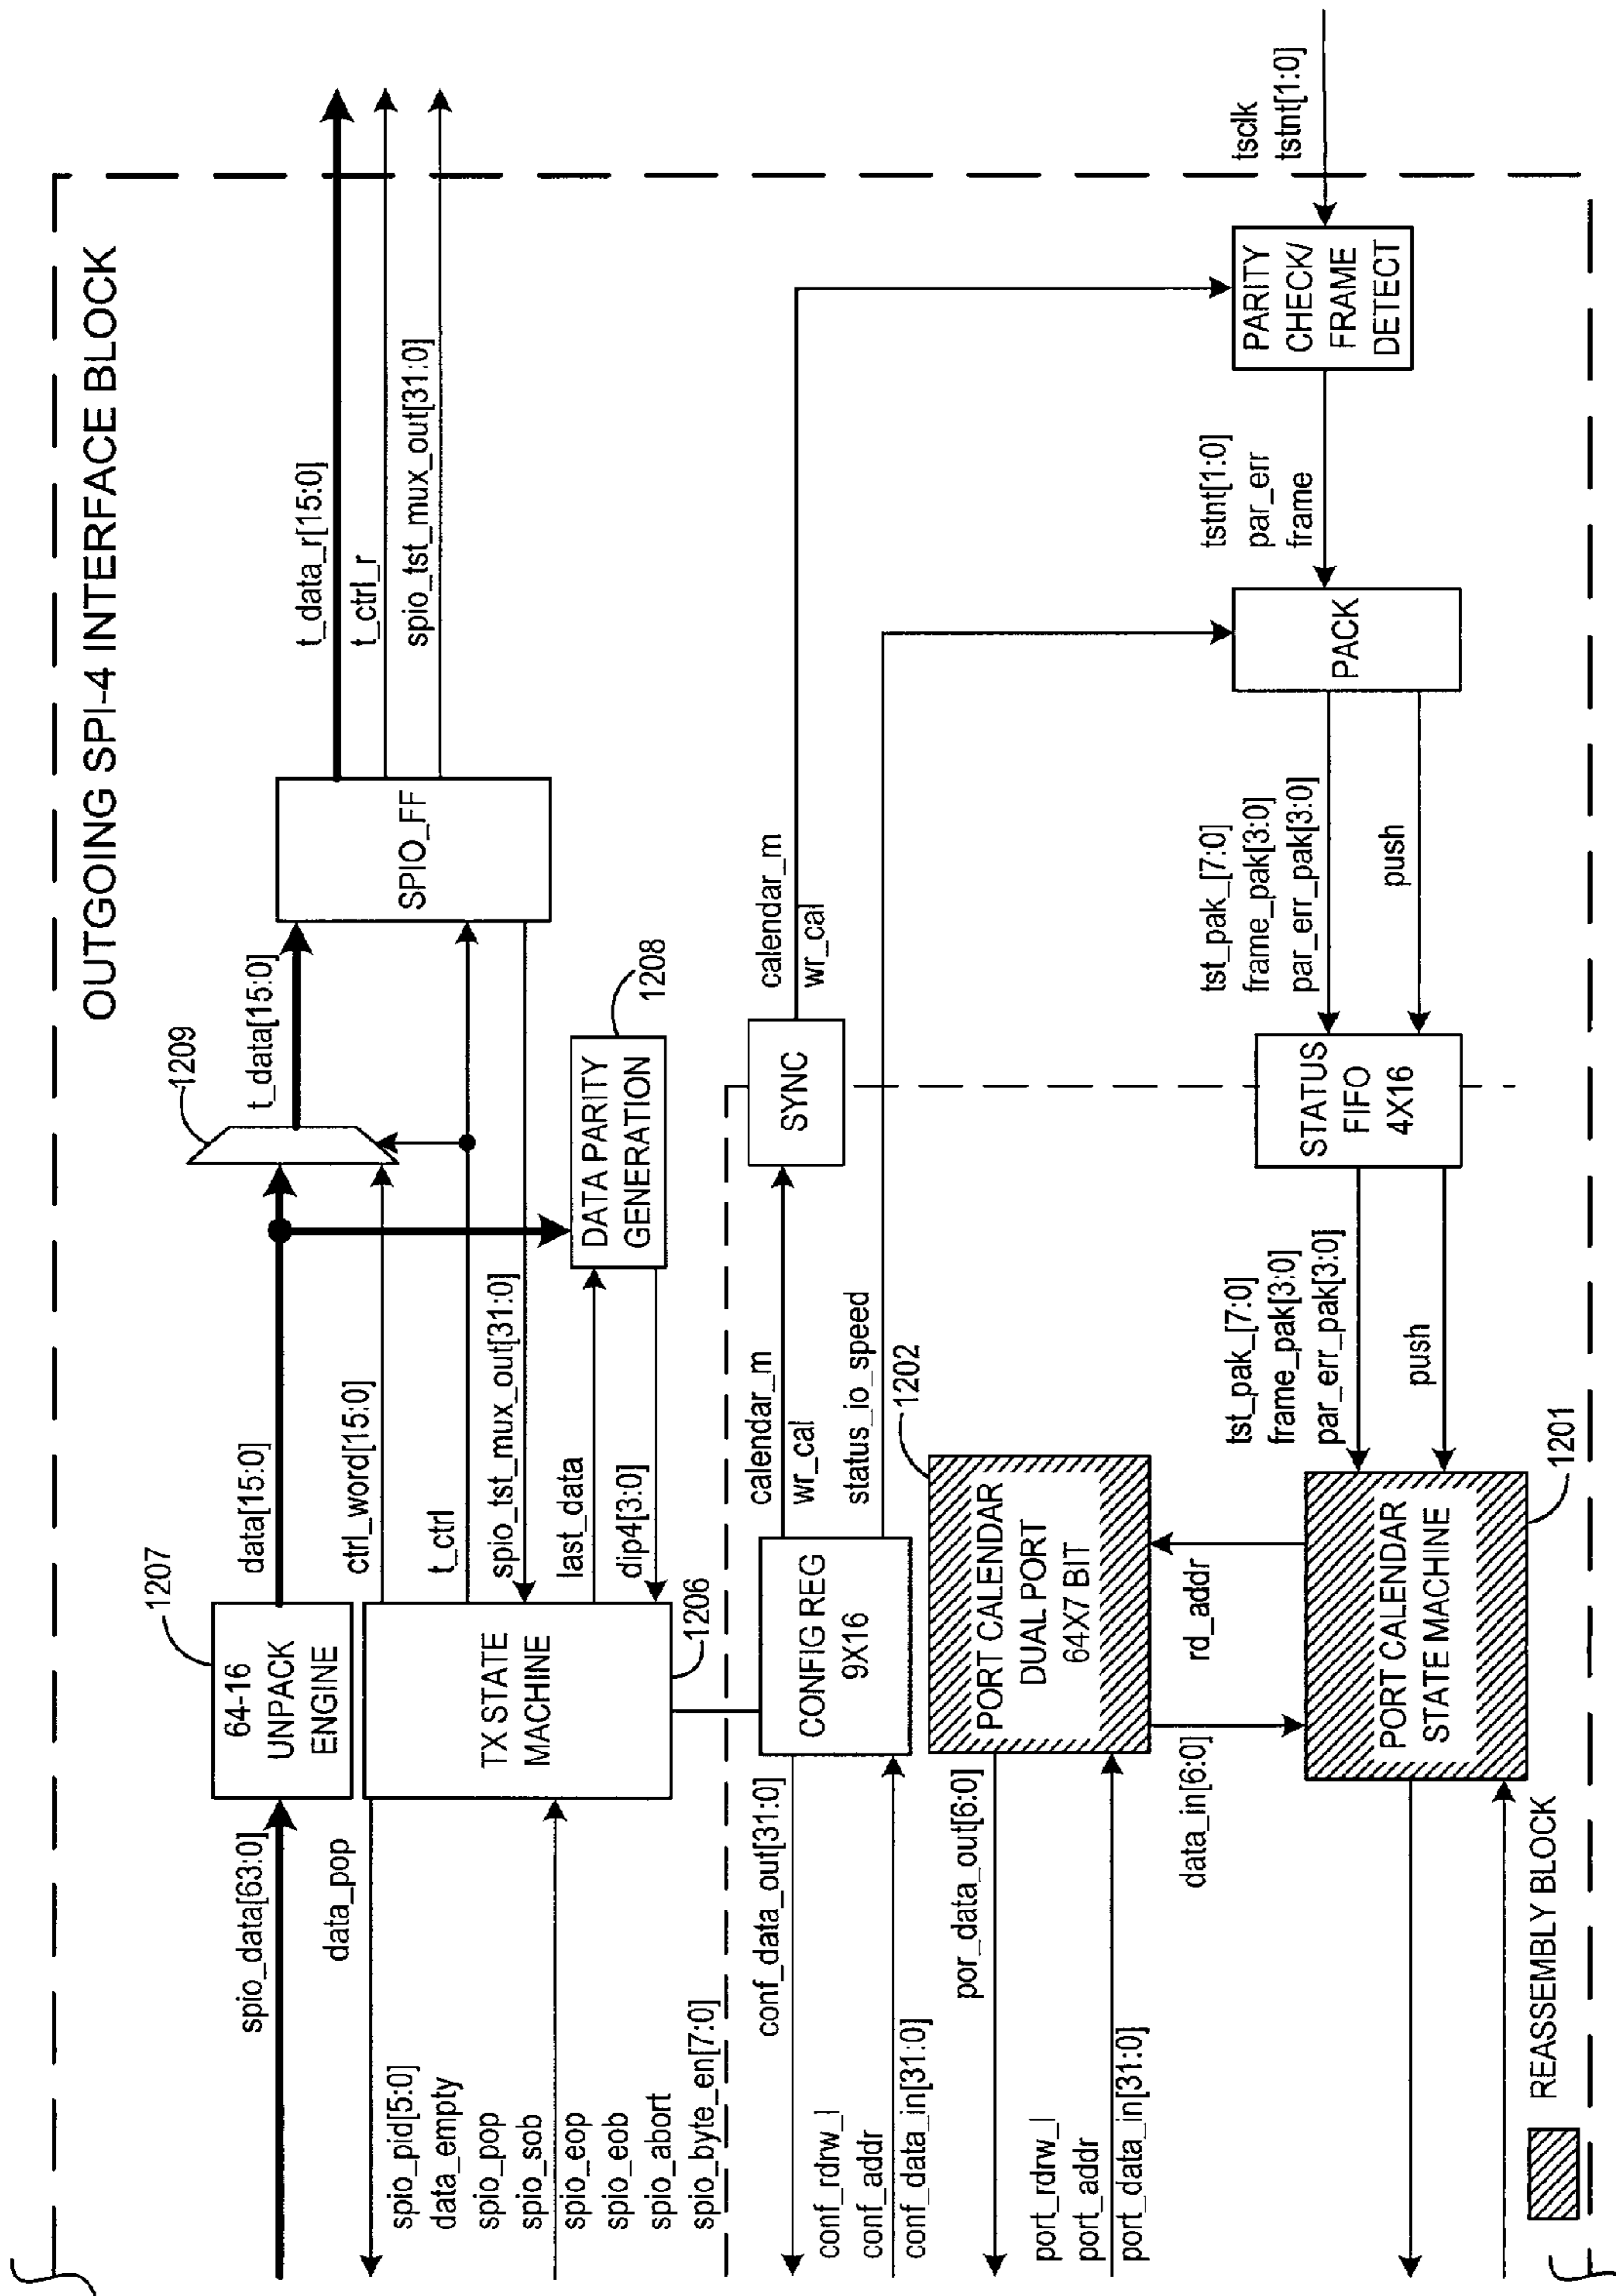 OUTGOING SPI-4 INTERFACE BLOCK
spio_data[63:0]
1207
64-16
UNPACK
ENGINE
data[15:0]
1209
t_data[15:0]
SPIO_FF
t_data_r[15:0]
t_ctrl_r
spio_tst_mux_out[31:0]
data_pop
spio_pid[5:0]
data_empty
spio_pop
spio_sob
spio_eop
spio_eob
spio_abort
spio_byte_en[7:0]
TX STATE
MACHINE
1206
ctrl_word[15:0]
t_ctrl
spio_tst_mux_out[31:0]
last_data
dip4[3:0]
DATA PARITY
GENERATION
1208
conf_data_out[31:0]
conf_rdrw_l
conf_addr
conf_data_in[31:0]
CONFIG REG
9X16
calendar_m
wr_cal
status_io_speed
SYNC
calendar_m
wr_cal
por_data_out[6:0]
port_rdrw_l
port_addr
port_data_in[31:0]
1202
PORT CALENDAR
DUAL PORT
64X7 BIT
data_in[6:0]
rd_addr
PORT CALENDAR
STATE MACHINE
1201
tst_pak_[7:0]
frame_pak[3:0]
par_err_pak[3:0]
push
STATUS
FIFO
4X16
tst_pak_[7:0]
frame_pak[3:0]
par_err_pak[3:0]
push
PACK
tstnt[1:0]
par_err
frame
PARITY
CHECK/
FRAME
DETECT
tsclk
tstnt[1:0]
REASSEMBLY BLOCK